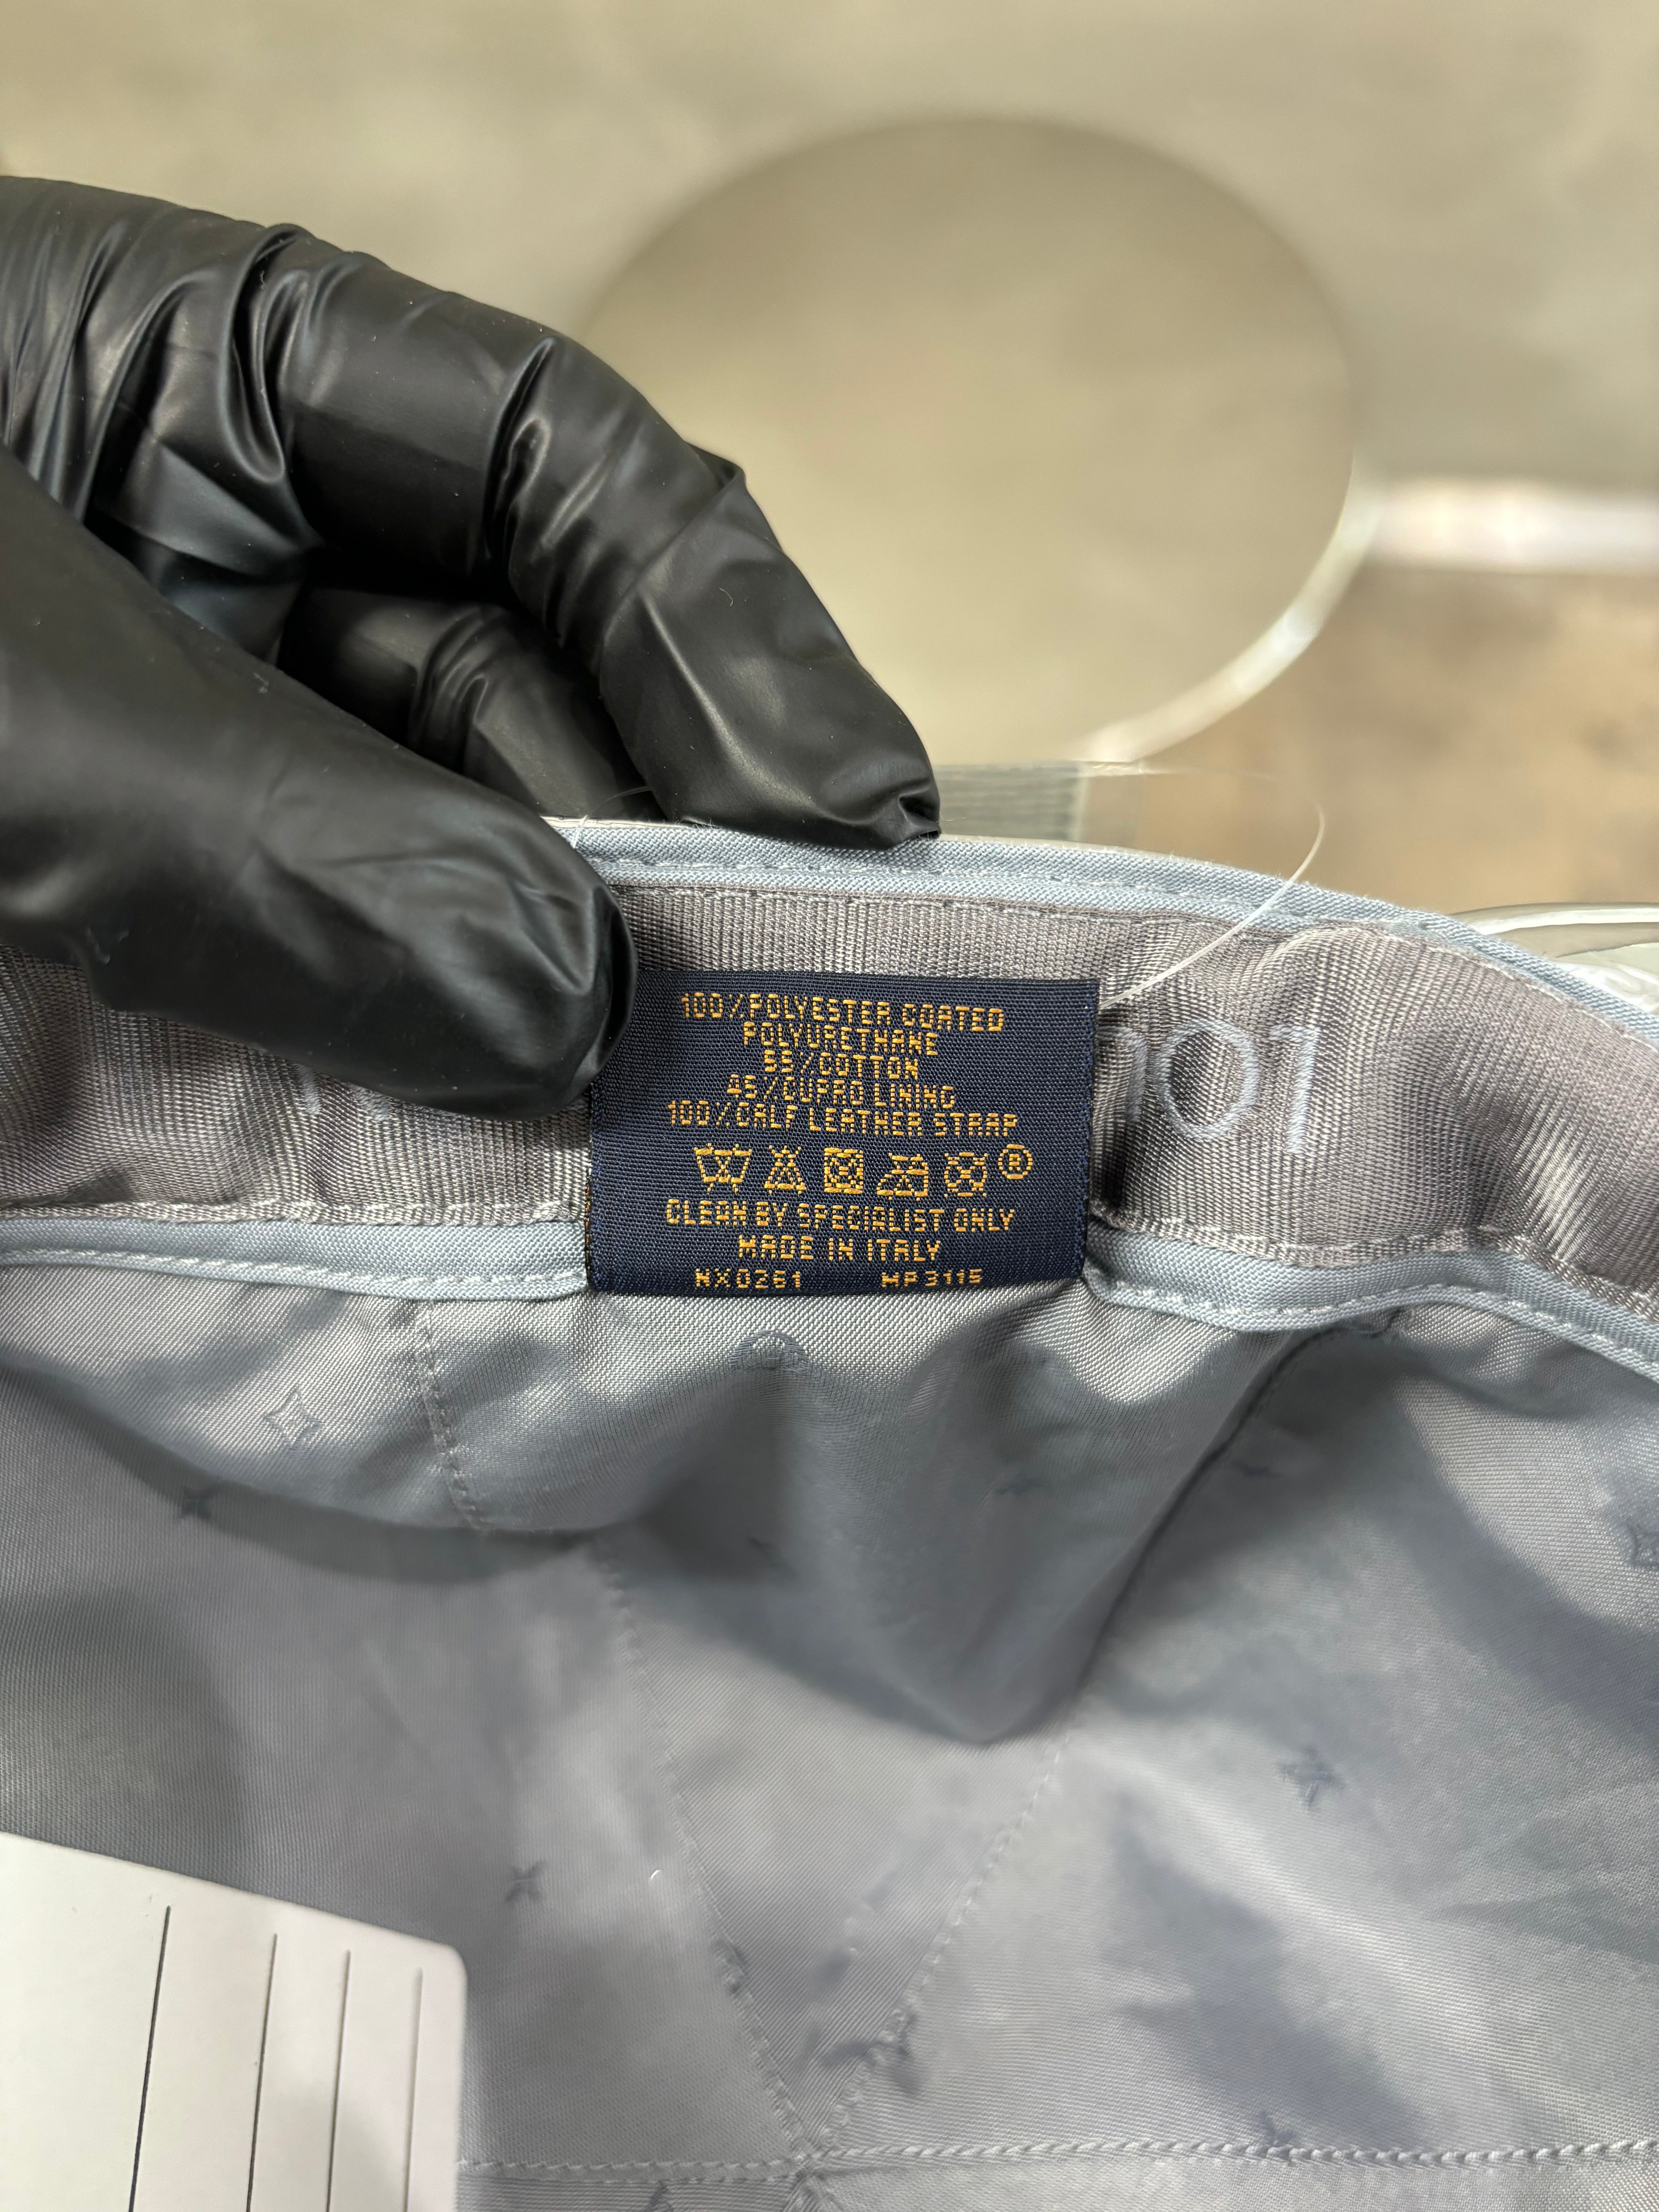 100%POLYESTER COATED
POLYURETHANE
55%COTTON
45%CUPRO LINING
100%CALF LEATHER STRAP
®
CLEAN BY SPECIALIST ONLY
MADE IN ITALY
NX0261 MP3115